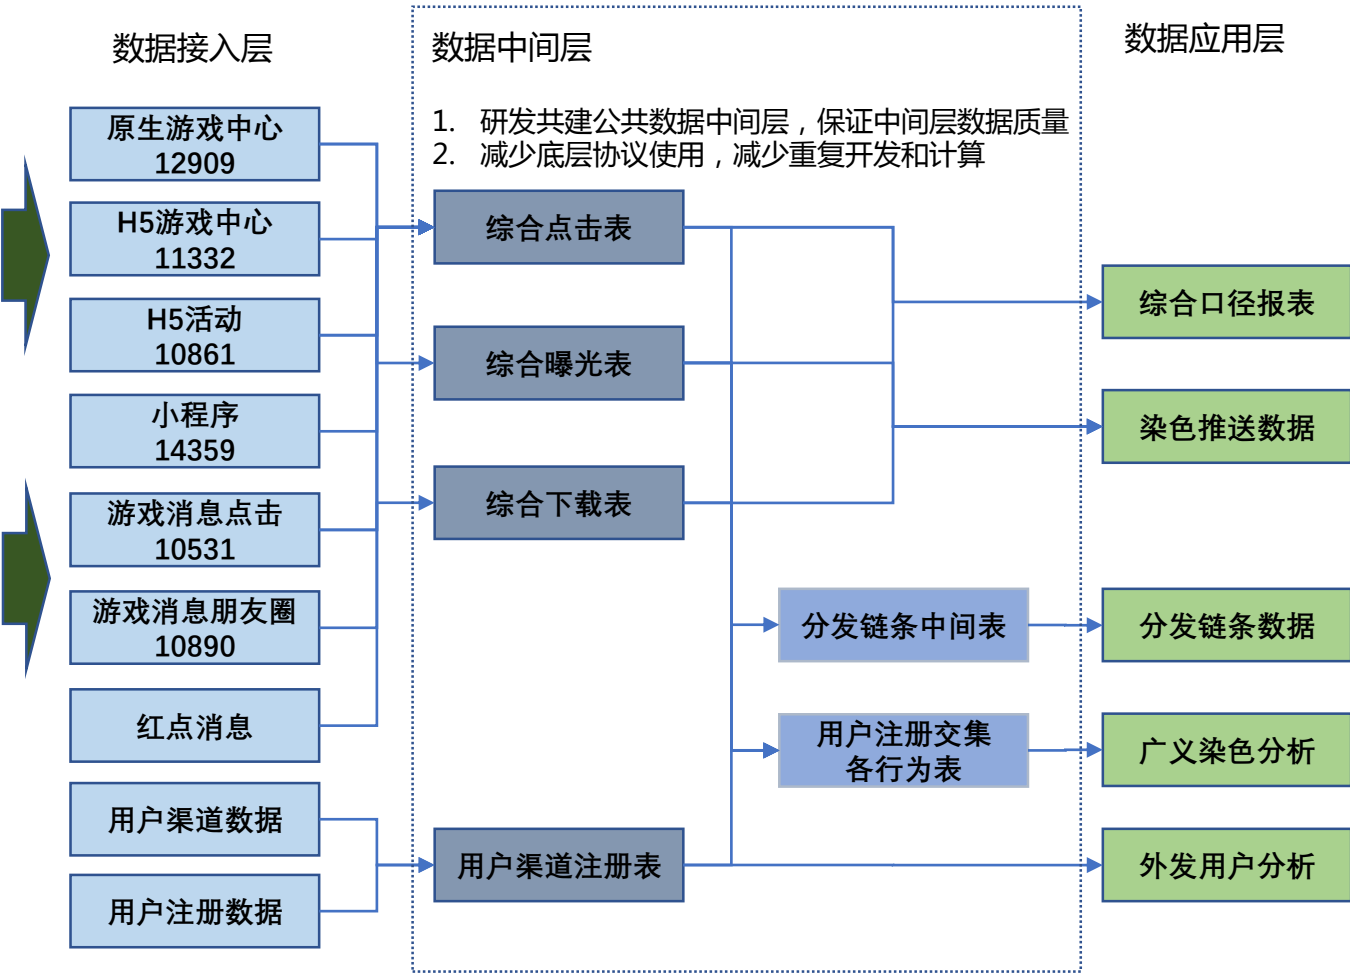 数据接入层
原生游戏中心
12909
H5游戏中心
11332
H5活动
10861
小程序
14359
游戏消息点击
10531
游戏消息朋友圈
10890
红点消息
用户渠道数据
用户注册数据
数据中间层
1. 研发共建公共数据中间层，保证中间层数据质量
2. 减少底层协议使用，减少重复开发和计算
综合点击表
综合曝光表
综合下载表
分发链条中间表
用户注册交集
各行为表
用户渠道注册表
数据应用层
综合口径报表
染色推送数据
分发链条数据
广义染色分析
外发用户分析